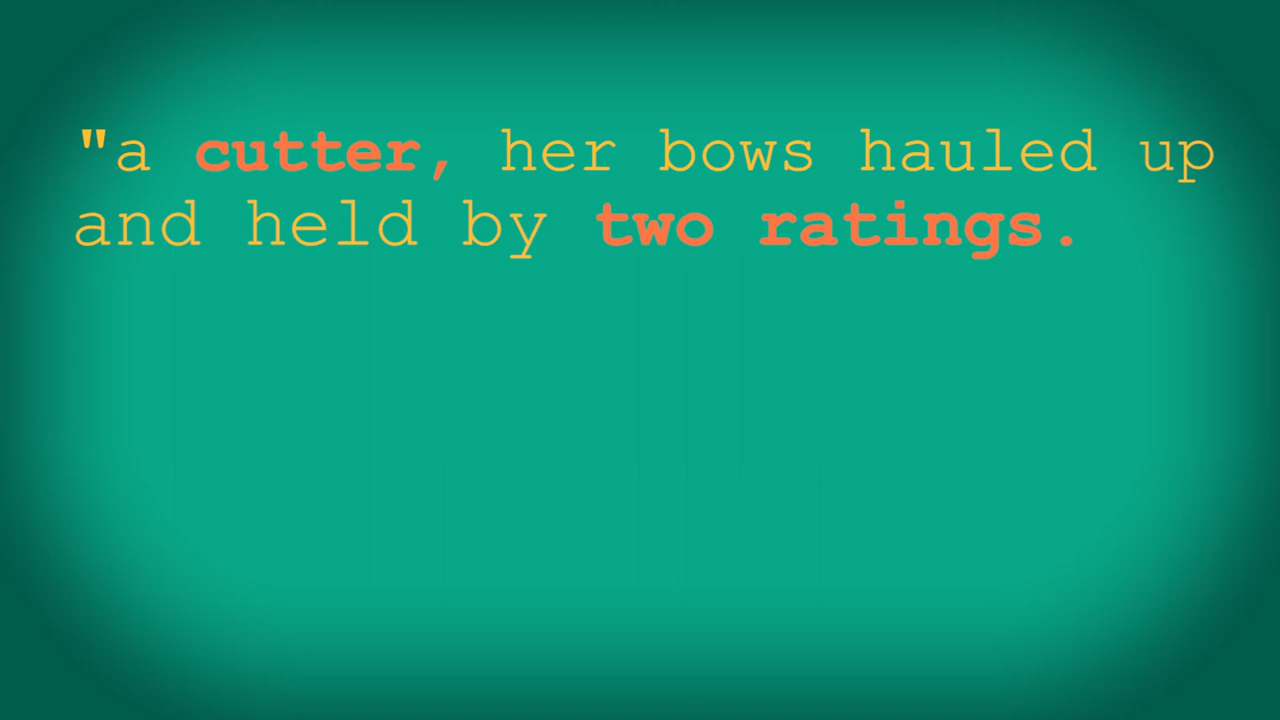 "a cutter, her bows hauled up
and held by two ratings.